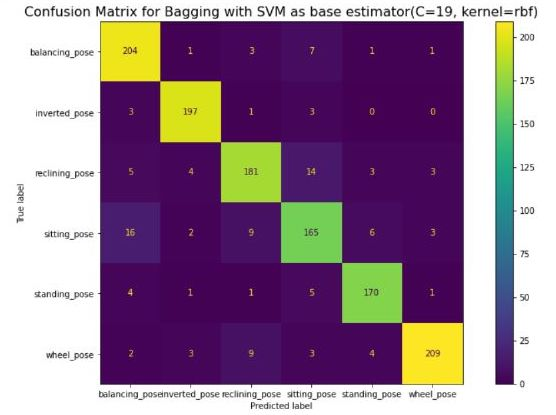 Confusion Matrix for Bagging with SVM as base estimator(C=19, kernel=rbf)
balancing_pose 204 1 3 7 1 1
inverted_pose 3 197 1 3 0 0
reclining_pose 5 4 181 14 3 3
sitting_pose 16 2 9 165 6 3
standing_pose 4 1 1 5 170 1
wheel_pose 2 3 9 3 4 209
balancing_pose inverted_pose reclining_pose sitting_pose standing_pose wheel_pose
Predicted label
True label
200
175
150
125
100
75
50
25
0